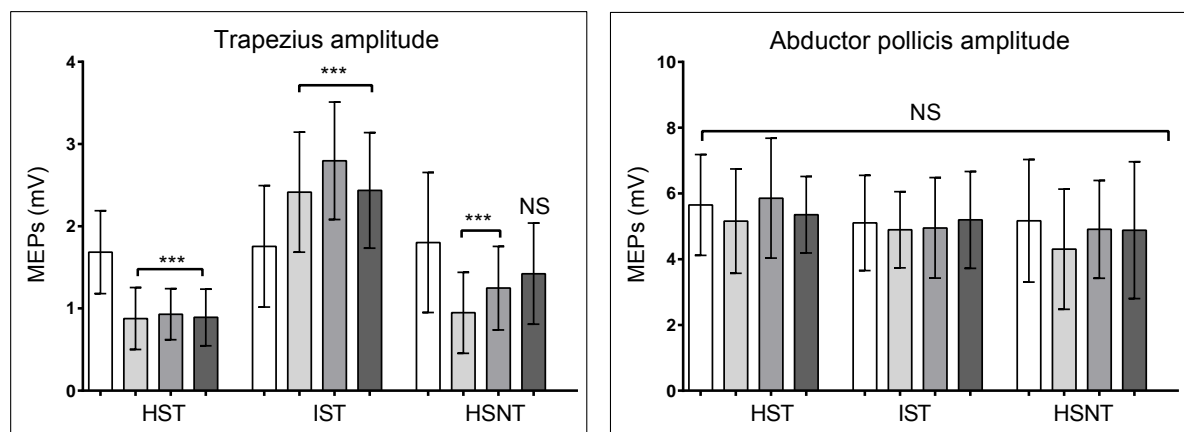 Trapezius amplitude
MEPs (mV)
4
3
2
1
0
***
***
***
NS
HST
IST
HSNT
Abductor pollicis amplitude
MEPs (mV)
10
8
6
4
2
0
NS
HST
IST
HSNT